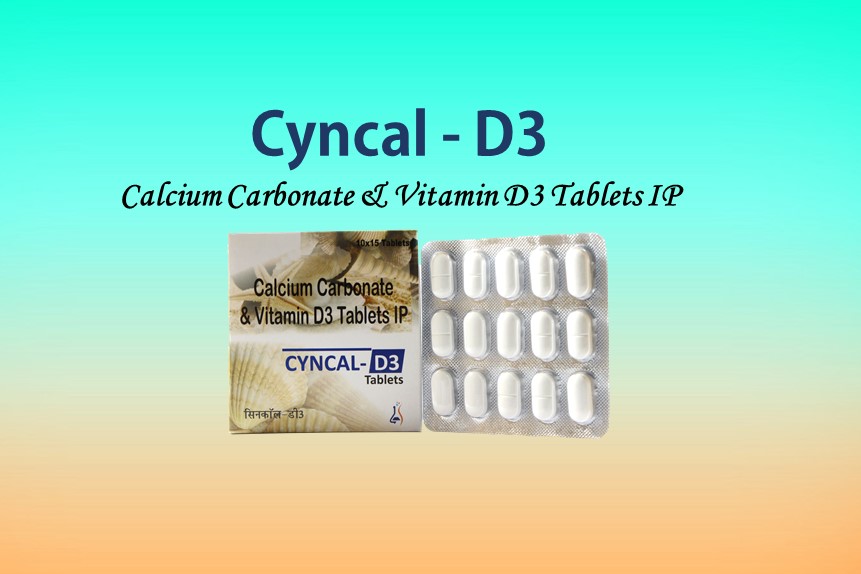 Cyncal - D3
Calcium Carbonate & Vitamin D3 Tablets IP
10x15 Tablets
Calcium Carbonate
& Vitamin D3 Tablets IP
CYNCAL-D3
Tablets
सिनकॉल-डी3